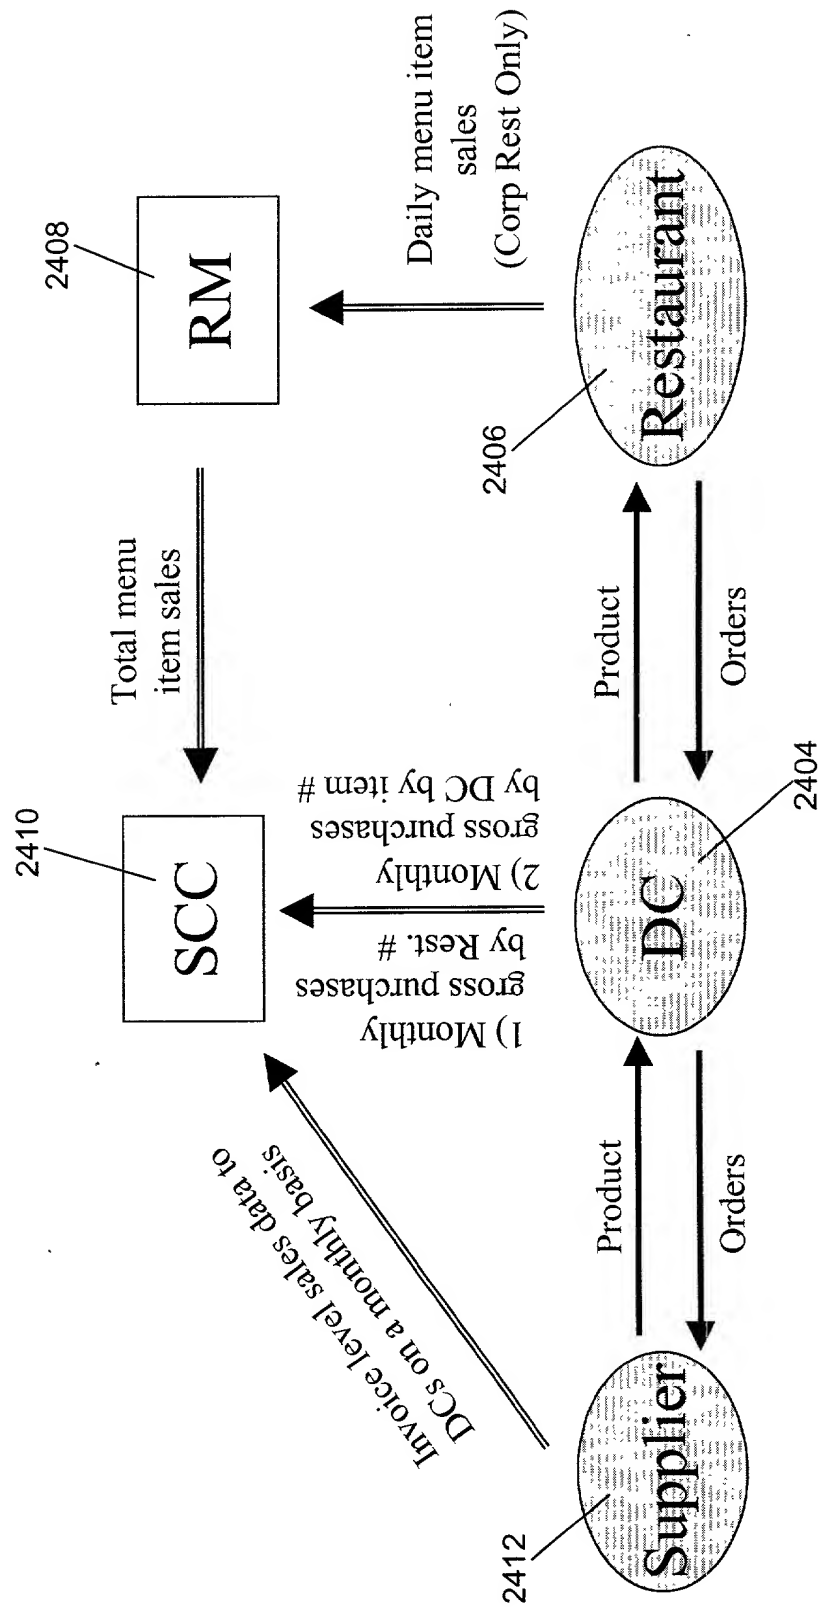 2410
SCC
Total menu
item sales
2408
RM
Invoice level sales data to
DCs on a monthly basis
1) Monthly
gross purchases
by Rest. #
2) Monthly
gross purchases
by DC by item #
Daily menu item
sales
(Corp Rest Only)
2412
Supplier
Product
Orders
DC
2404
Product
Orders
2406
Restaurant